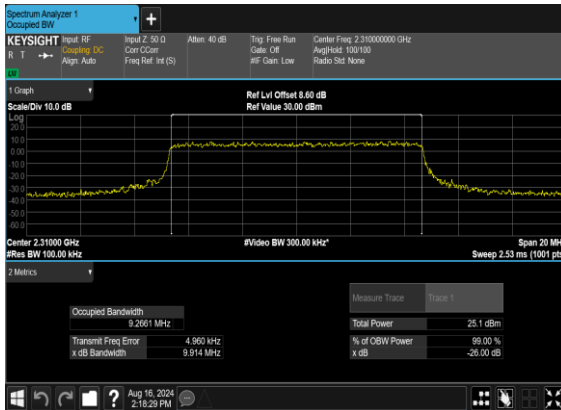 Spectrum Analyzer 1
Occupied BW
KEYSIGHT
R T
LXI
Input: RF
Coupling: DC
Align: Auto
Input Z: 50 Ω
Corr CCorr
Freq Ref: Int (S)
Atten: 40 dB
Trig: Free Run
Gate: Off
#IF Gain: Low
Center Freq: 2.310000000 GHz
Avg|Hold: 100/100
Radio Std: None
1 Graph
Scale/Div 10.0 dB
Ref Lvl Offset 8.60 dB
Ref Value 30.00 dBm
Log
20.0
10.0
0.00
-10.0
-20.0
-30.0
-40.0
-50.0
-60.0
Center 2.31000 GHz
#Res BW 100.00 kHz
#Video BW 300.00 kHz*
Span 20 MH
Sweep 2.53 ms (1001 pts
2 Metrics
Measure Trace
Trace 1
Occupied Bandwidth
9.2661 MHz
Total Power
25.1 dBm
Transmit Freq Error
4.960 kHz
% of OBW Power
99.00 %
x dB Bandwidth
9.914 MHz
x dB
-26.00 dB
?
Aug 16, 2024
2:18:29 PM